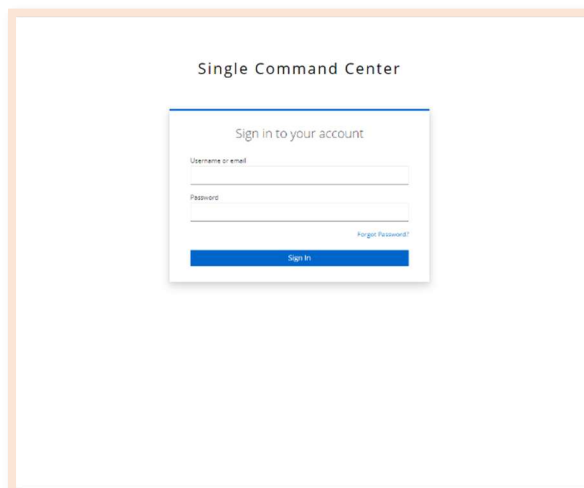 Single Command Center
Sign in to your account
Username or email
Password
Forgot Password?
Sign In